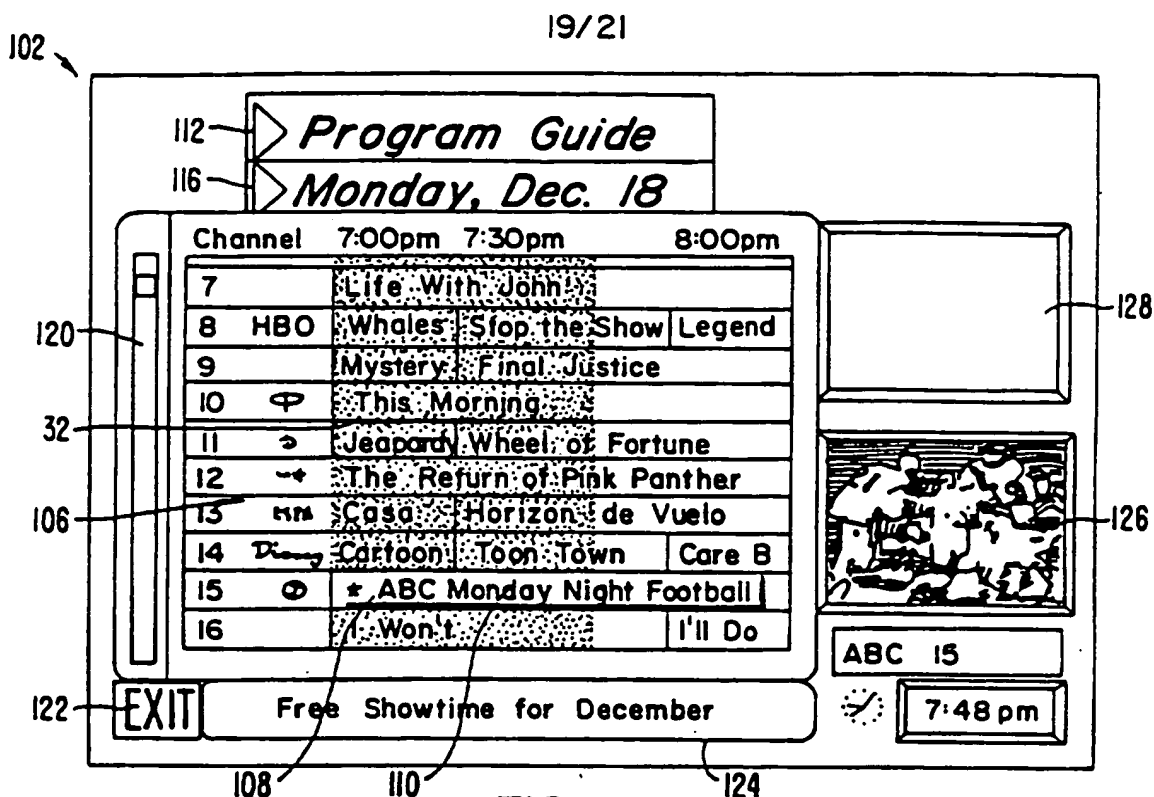 19/21
102
112 Program Guide
116 Monday, Dec. 18
Channel 7:00pm 7:30pm 8:00pm
7 Life With John!
8 HBO Whales Stop the Show Legend
128
120
9 Mystery Final Justice
10 This Morning
32
11 Jeapardy Wheel of Fortune
12 The Return of Pink Panther
106
13 Casa Horizon de Vuelo
126
14 Disney Cartoon Toon Town Care B
15 * ABC Monday Night Football
16 I Won't I'll Do
ABC 15
122 EXIT Free Showtime for December 7:48 pm
108 110 124